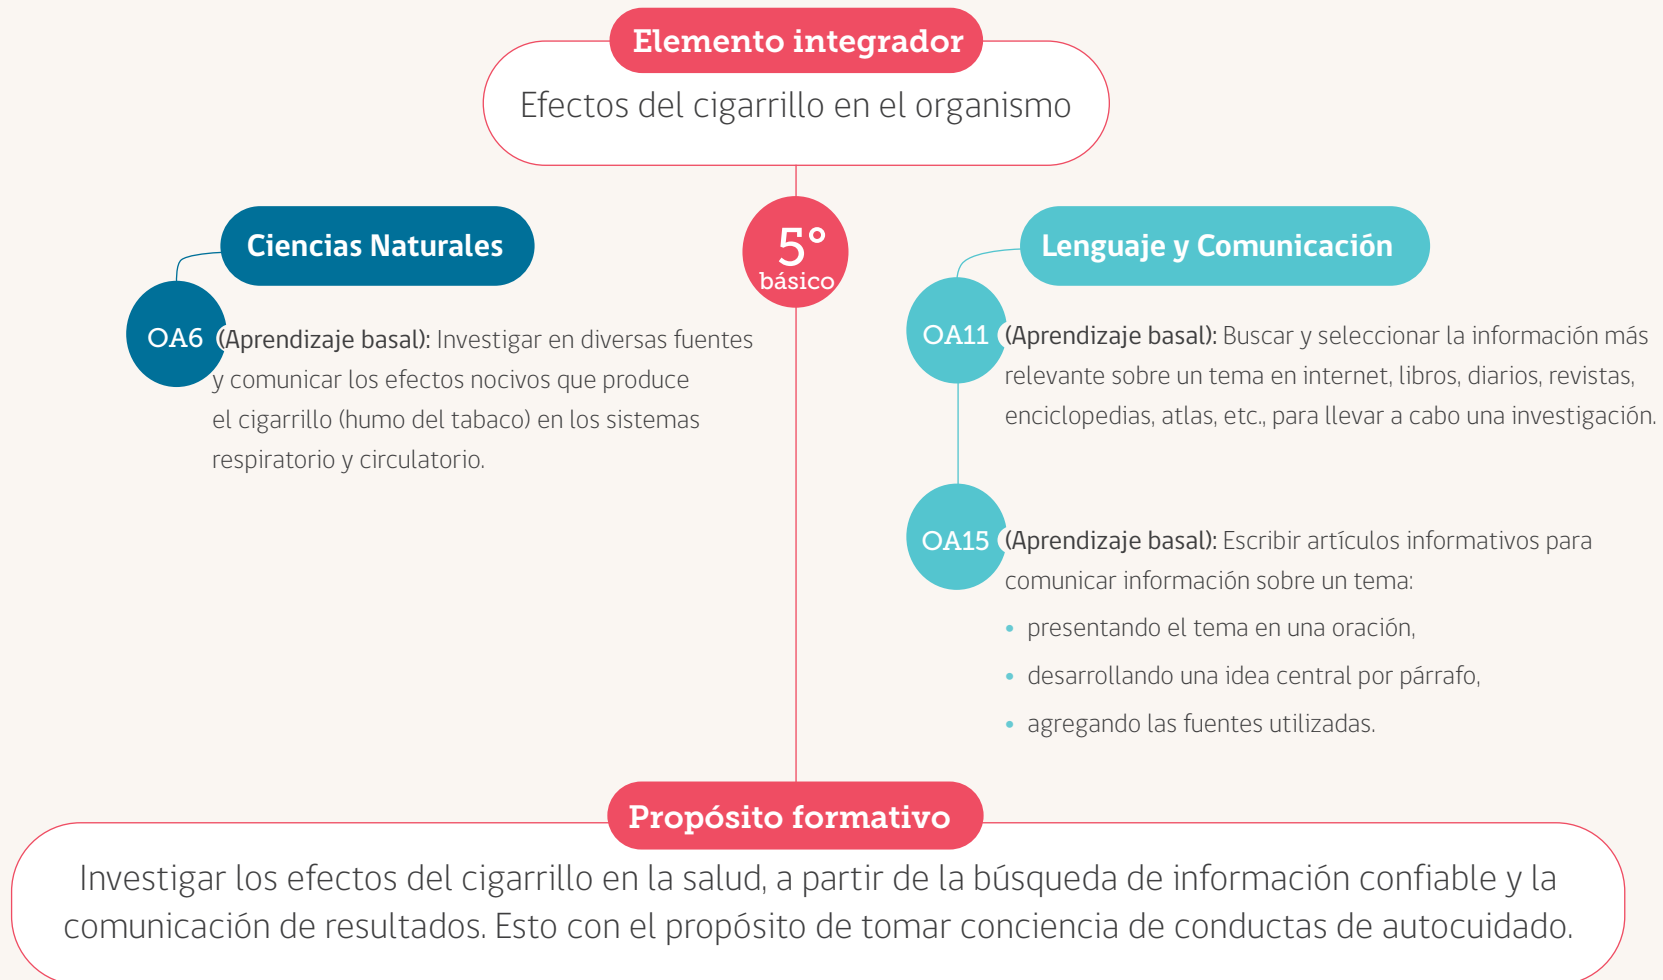 Elemento integrador
Efectos del cigarrillo en el organismo
5°
básico
Ciencias Naturales
OA6 (Aprendizaje basal): Investigar en diversas fuentes
y comunicar los efectos nocivos que produce
el cigarrillo (humo del tabaco) en los sistemas
respiratorio y circulatorio.
Lenguaje y Comunicación
OA11 (Aprendizaje basal): Buscar y seleccionar la información más
relevante sobre un tema en internet, libros, diarios, revistas,
enciclopedias, atlas, etc., para llevar a cabo una investigación.
OA15 (Aprendizaje basal): Escribir artículos informativos para
comunicar información sobre un tema:
• presentando el tema en una oración,
• desarrollando una idea central por párrafo,
• agregando las fuentes utilizadas.
Propósito formativo
Investigar los efectos del cigarrillo en la salud, a partir de la búsqueda de información confiable y la
comunicación de resultados. Esto con el propósito de tomar conciencia de conductas de autocuidado.